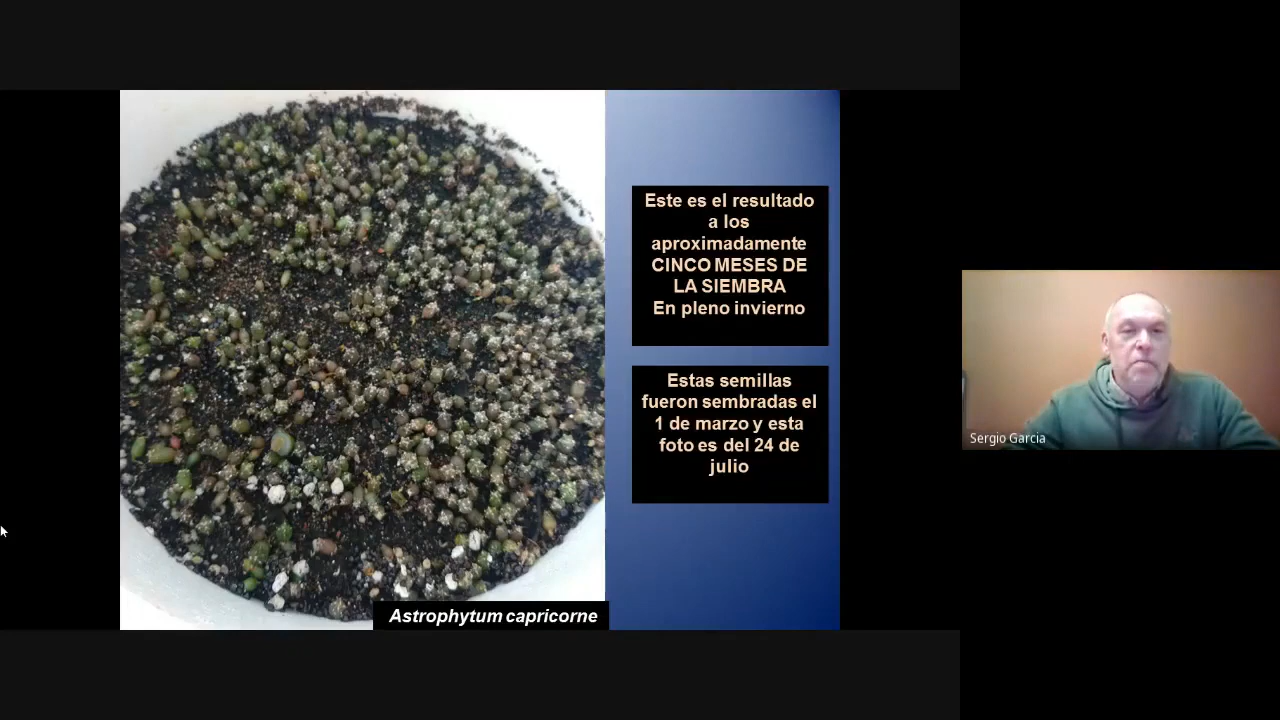 Este es el resultado
a los
aproximadamente
CINCO MESES DE
LA SIEMBRA
En pleno invierno
Estas semillas
fueron sembradas el
1 de marzo y esta
foto es del 24 de
julio
Astrophytum capricorne
Sergio Garcia